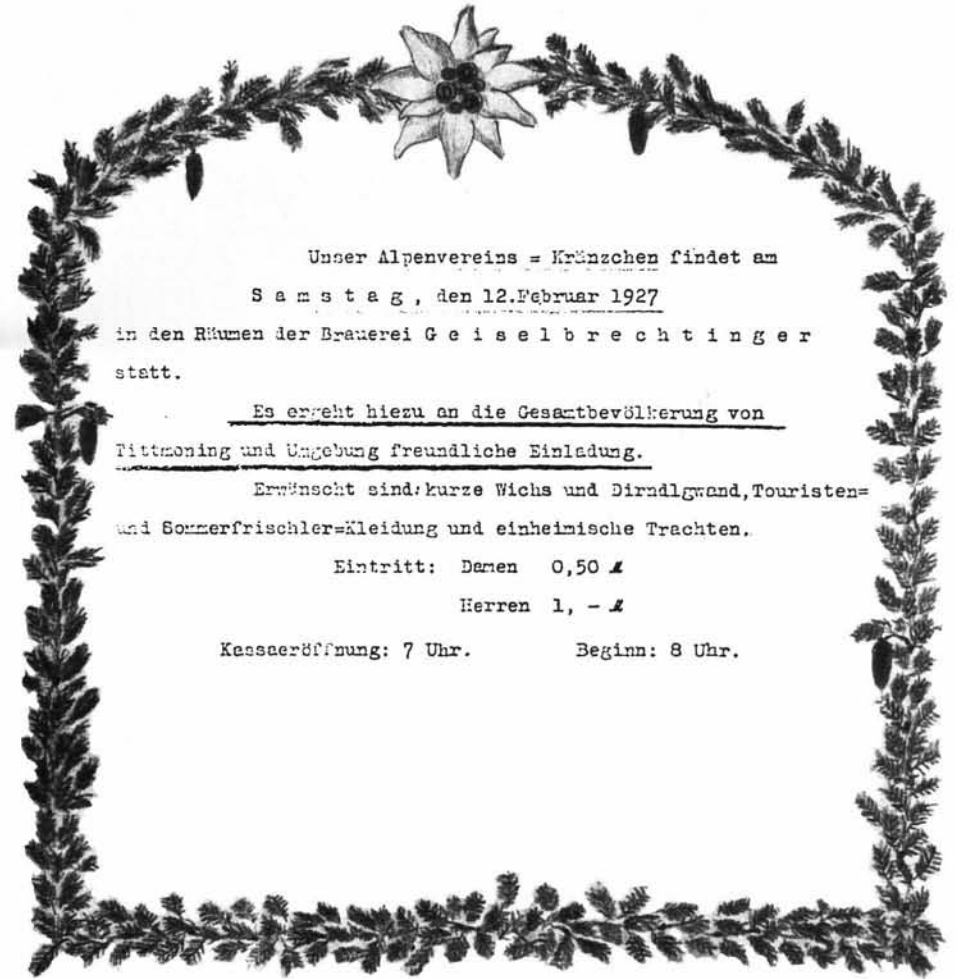 Unser Alpenvereins = Kränzchen findet am
S a m s t a g , den 12.Februar 1927
in den Räumen der Brauerei G e i s e l b r e c h t i n g e r
statt.
Es ergeht hiezu an die Gesamtbevölkerung von
Tittmoning und Umgebung freundliche Einladung.
Erwünscht sind: kurze Wichs und Dirndlgwand,Touristen=
und Sommerfrischler=Kleidung und einheimische Trachten.
Eintritt: Damen 0,50 ℳ
Herren 1, - ℳ
Kassaeröffnung: 7 Uhr. Beginn: 8 Uhr.